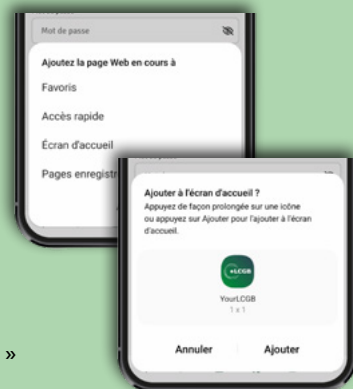 Mot de passe
Ajoutez la page Web en cours à
Favoris
Accès rapide
Écran d'accueil
Pages enregistr
Ajouter à l'écran d'accueil ?
Appuyez de façon prolongée sur une icône
ou appuyez sur Ajouter pour l'ajouter à l'écran
d'accueil.
LCGB
YourLCGB
1 x 1
Annuler
Ajouter
»